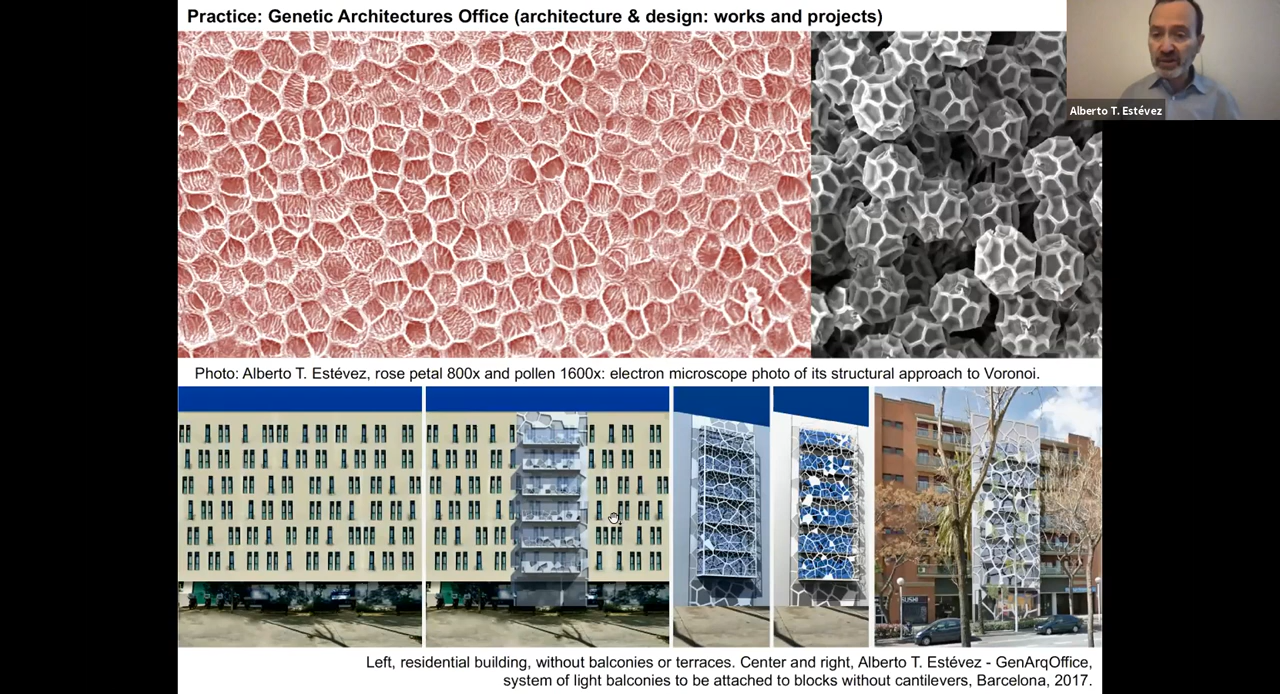 Practice: Genetic Architectures Office (architecture & design: works and projects)
Alberto T. Estévez
Photo: Alberto T. Estévez, rose petal 800x and pollen 1600x: electron microscope photo of its structural approach to Voronoi.
SUSHI
Left, residential building, without balconies or terraces. Center and right, Alberto T. Estévez - GenArqOffice,
system of light balconies to be attached to blocks without cantilevers, Barcelona, 2017.